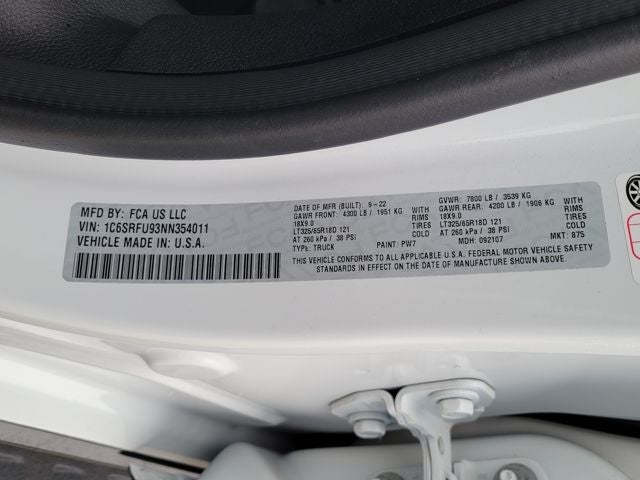 MFD BY: FCA US LLC
VIN: 1C6SRFU93NN354011
VEHICLE MADE IN U.S.A.
DATE OF MFR (BUILT): 9-22
GAWR FRONT: 4300 LB / 1951 KG WITH
18X9.0 RIMS
LT325/65R18D 121 WITH
AT 260 kPa / 38 PSI COLD
TYPE: TRUCK PAINT: PW7
GVWR: 7800 LB / 3539 KG
GAWR REAR: 4200 LB / 1906 KG WITH
18X9.0 RIMS
LT325/65R18D 121 WITH
AT 260 kPa / 38 PSI COLD
MDH: 092107 MKT: 875
THIS VEHICLE CONFORMS TO ALL APPLICABLE U.S.A. FEDERAL MOTOR VEHICLE SAFETY
STANDARDS IN EFFECT ON THE DATE OF MANUFACTURE SHOWN ABOVE.